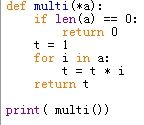 def multi(*a):
    if len(a) == 0:
        return 0
    t = 1
    for i in a:
        t = t * i
    return t
print( multi())